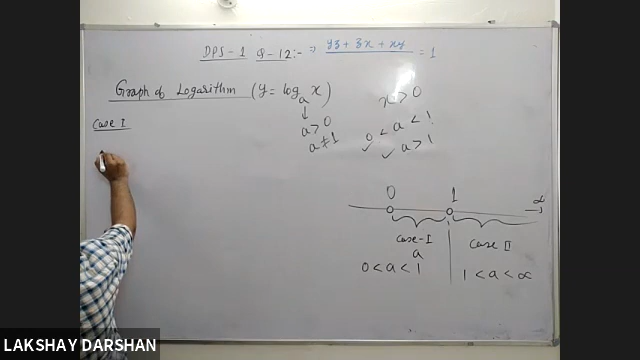 DPS-1 Q-12:- ⇒ yz + zx + xy = 1
Graph of Logarithm (y = log_a x)
x > 0
↓
a > 0
a ≠ 1
0 < a < 1
✓ ✓ a > 1
Case I
0 1 ∞
Case-I Case II
a
0 < a < 1 1 < a < ∞
LAKSHAY DARSHAN